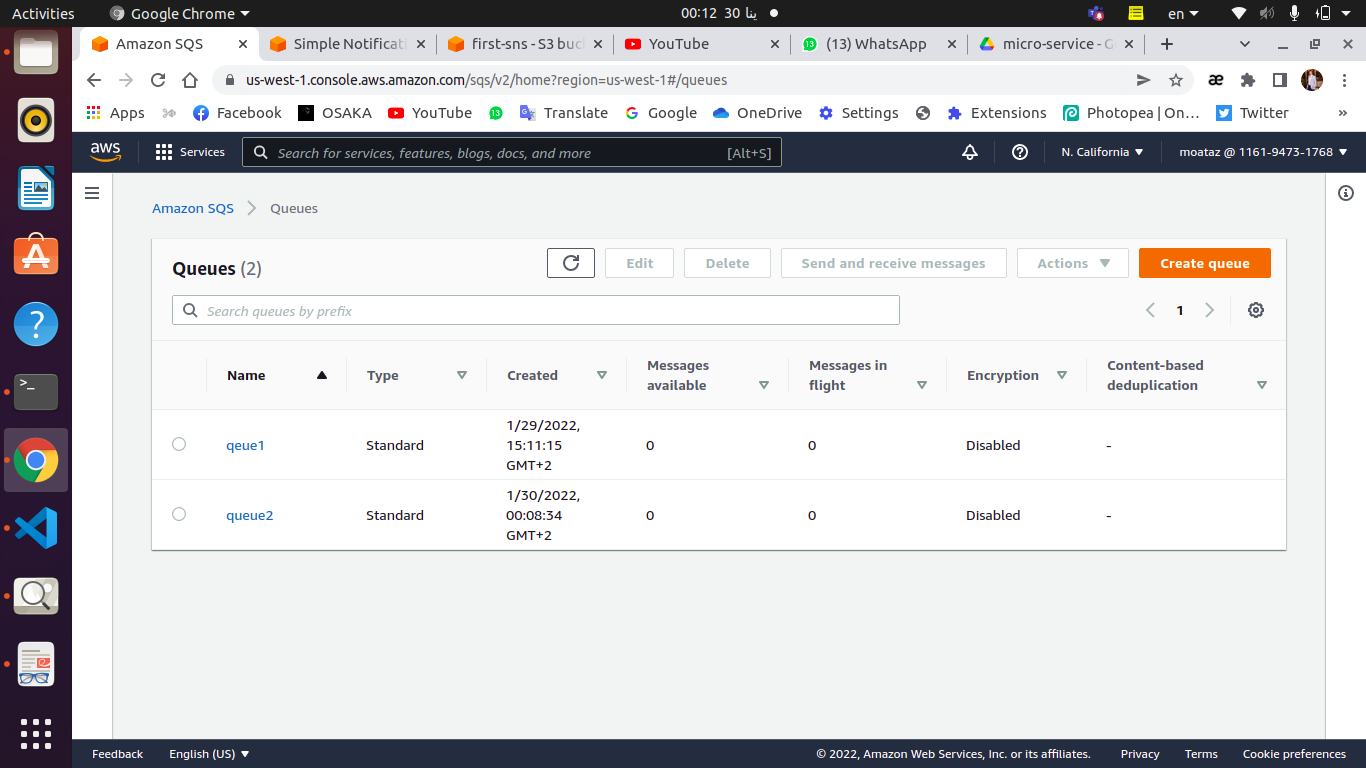 Activities
Google Chrome
00:12 30 ينا
en
Amazon SQS
Simple Notificati
first-sns - S3 buc
YouTube
(13) WhatsApp
micro-service - G
us-west-1.console.aws.amazon.com/sqs/v2/home?region=us-west-1#/queues
Apps
Facebook
OSAKA
YouTube
13
Translate
Google
OneDrive
Settings
Extensions
Photopea | On...
Twitter
»
aws
Services
Search for services, features, blogs, docs, and more [Alt+S]
N. California
moataz @ 1161-9473-1768
Amazon SQS
Queues
Queues (2)
Edit
Delete
Send and receive messages
Actions
Create queue
Search queues by prefix
1
Name
Type
Created
Messages available
Messages in flight
Encryption
Content-based deduplication
qeue1
Standard
1/29/2022,
15:11:15
GMT+2
0
0
Disabled
-
queue2
Standard
1/30/2022,
00:08:34
GMT+2
0
0
Disabled
-
Feedback
English (US)
© 2022, Amazon Web Services, Inc. or its affiliates.
Privacy
Terms
Cookie preferences